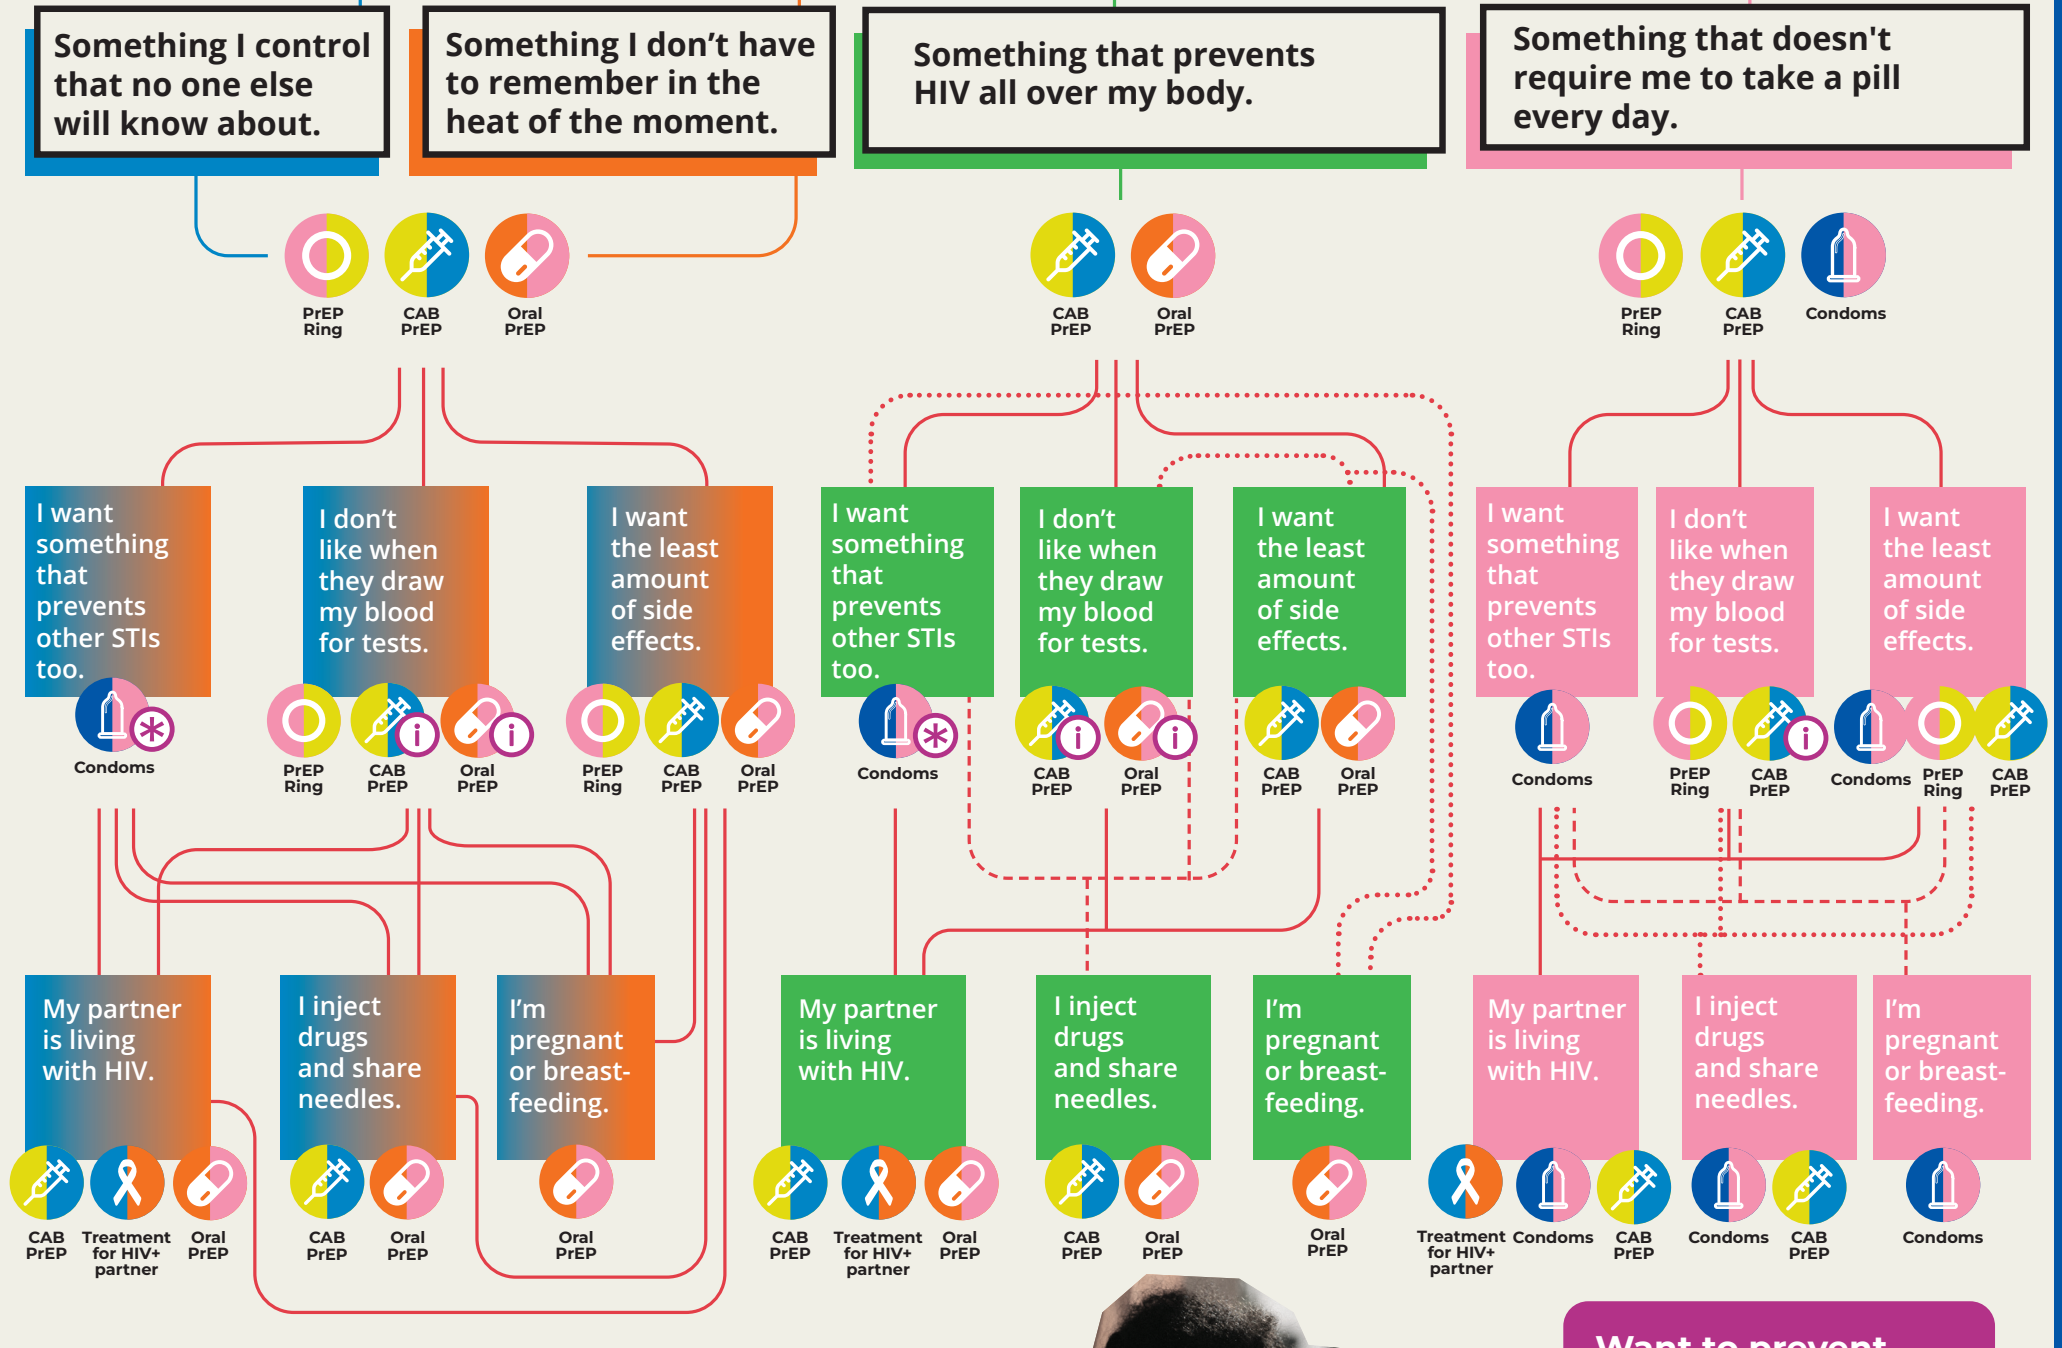 Something I control
that no one else
will know about.
Something I don’t have
to remember in the
heat of the moment.
Something that prevents
HIV all over my body.
Something that doesn't
require me to take a pill
every day.
PrEP
Ring
CAB
PrEP
Oral
PrEP
CAB
PrEP
Oral
PrEP
PrEP
Ring
CAB
PrEP
Condoms
I want
something
that
prevents
other STIs
too.
I don’t
like when
they draw
my blood
for tests.
I want
the least
amount
of side
effects.
I want
something
that
prevents
other STIs
too.
I don’t
like when
they draw
my blood
for tests.
I want
the least
amount
of side
effects.
I want
something
that
prevents
other STIs
too.
I don’t
like when
they draw
my blood
for tests.
I want
the least
amount
of side
effects.
Condoms
PrEP
Ring
CAB
PrEP
i
Oral
PrEP
i
PrEP
Ring
CAB
PrEP
Oral
PrEP
Condoms
CAB
PrEP
i
Oral
PrEP
i
CAB
PrEP
Oral
PrEP
Condoms
PrEP
Ring
CAB
PrEP
i
Condoms
PrEP
Ring
CAB
PrEP
My partner
is living
with HIV.
I inject
drugs
and share
needles.
I’m
pregnant
or breast-
feeding.
My partner
is living
with HIV.
I inject
drugs
and share
needles.
I’m
pregnant
or breast-
feeding.
My partner
is living
with HIV.
I inject
drugs
and share
needles.
I’m
pregnant
or breast-
feeding.
CAB
PrEP
Treatment
for HIV+
partner
Oral
PrEP
CAB
PrEP
Oral
PrEP
Oral
PrEP
CAB
PrEP
Treatment
for HIV+
partner
Oral
PrEP
CAB
PrEP
Oral
PrEP
Oral
PrEP
Treatment
for HIV+
partner
Condoms
CAB
PrEP
Condoms
CAB
PrEP
Condoms
Want to prevent